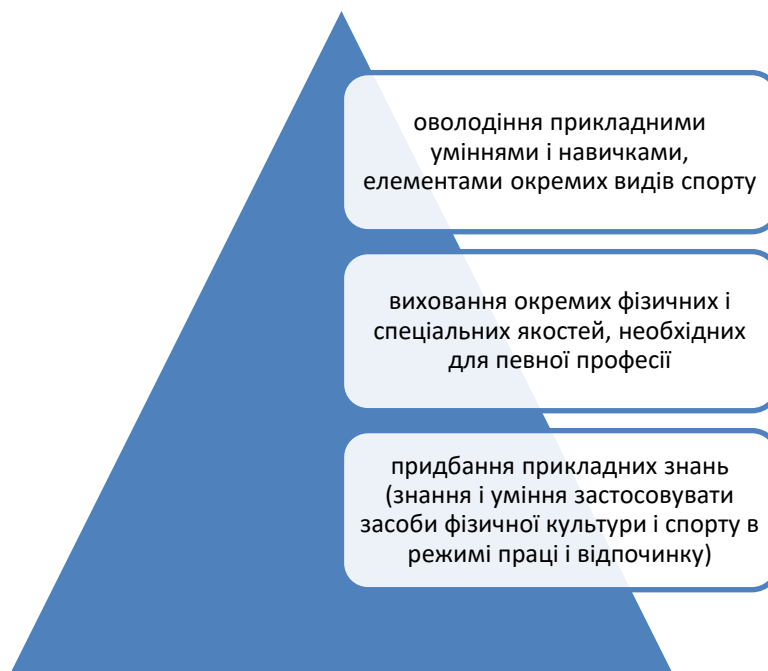 оволодіння прикладними
уміннями і навичками,
елементами окремих видів спорту
виховання окремих фізичних і
спеціальних якостей, необхідних
для певної професії
придбання прикладних знань
(знання і уміння застосовувати
засоби фізичної культури і спорту в
режимі праці і відпочинку)